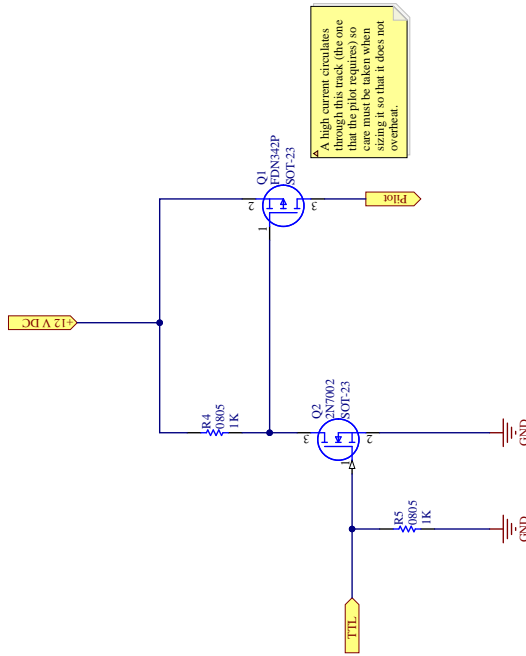 A high current circulates
through this track (the one
that the pilot requires) so
care must be taken when
sizing it so that it does not
overheat.
Q1
FDN342P
SOT-23
2
1
3
Pilot
+12 V DC
R4
0805
1K
Q2
2N7002
SOT-23
3
1
2
GND
R5
0805
1K
GND
TTL